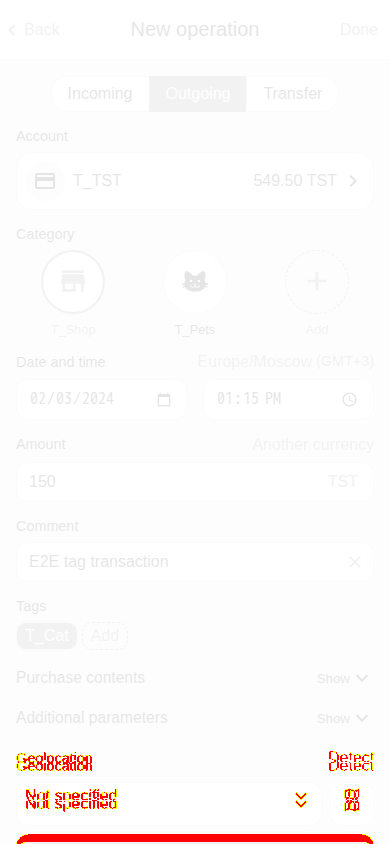 Back New operation Done
Incoming Outgoing Transfer
Account
T_TST 549.50 TST
Category
T_Shop T_Pets Add
Date and time Europe/Moscow (GMT+3)
02/03/2024 01:15 PM
Amount Another currency
150 TST
Comment
E2E tag transaction
Tags
T_Cat Add
Purchase contents Show
Additional parameters Show
Geolocation Detect
Not specified